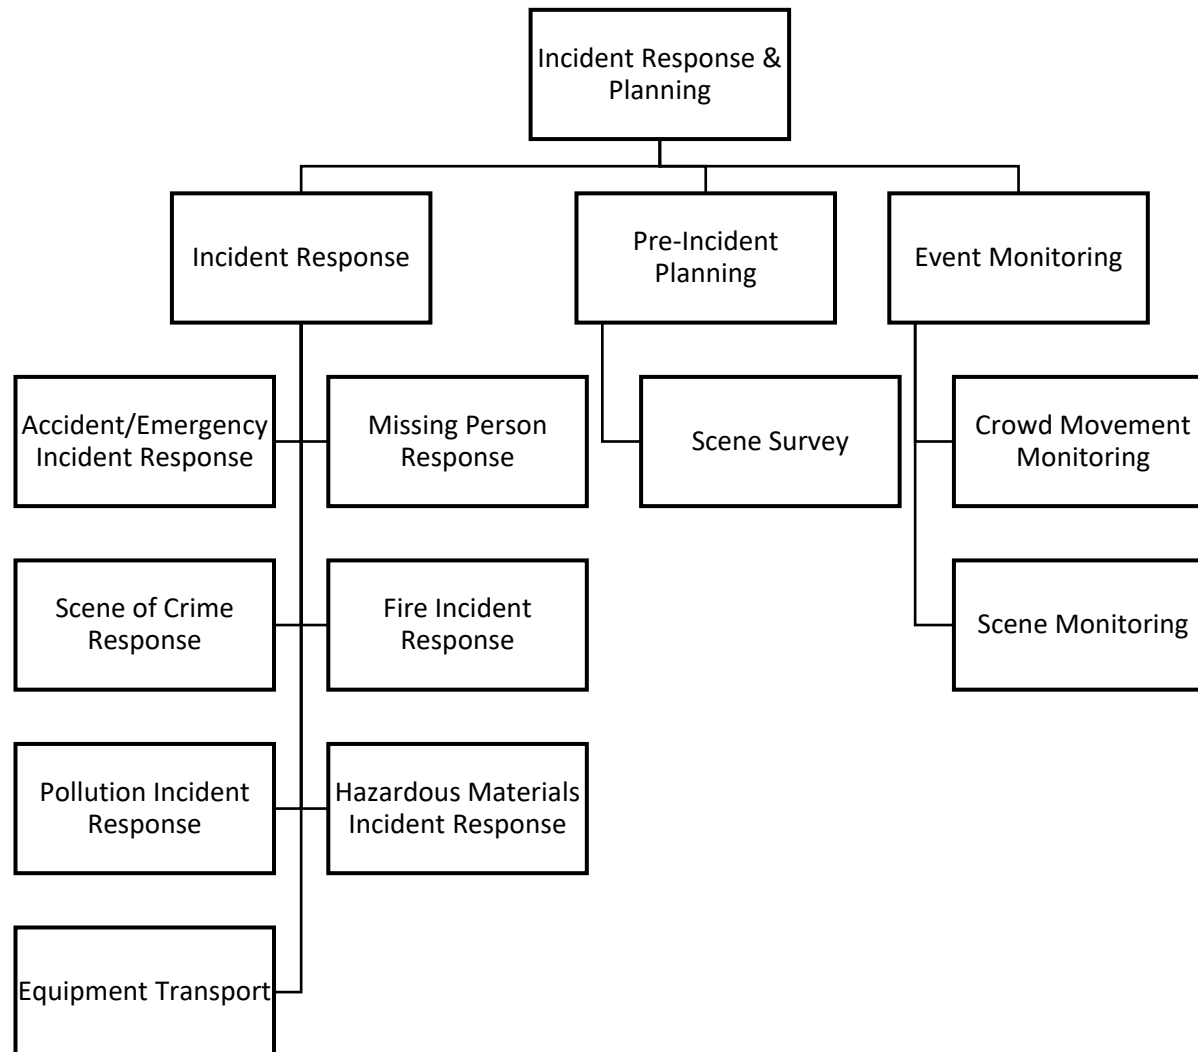 Incident Response &
Planning
Incident Response
Pre-Incident
Planning
Event Monitoring
Accident/Emergency
Incident Response
Missing Person
Response
Scene Survey
Crowd Movement
Monitoring
Scene of Crime
Response
Fire Incident
Response
Scene Monitoring
Pollution Incident
Response
Hazardous Materials
Incident Response
Equipment Transport